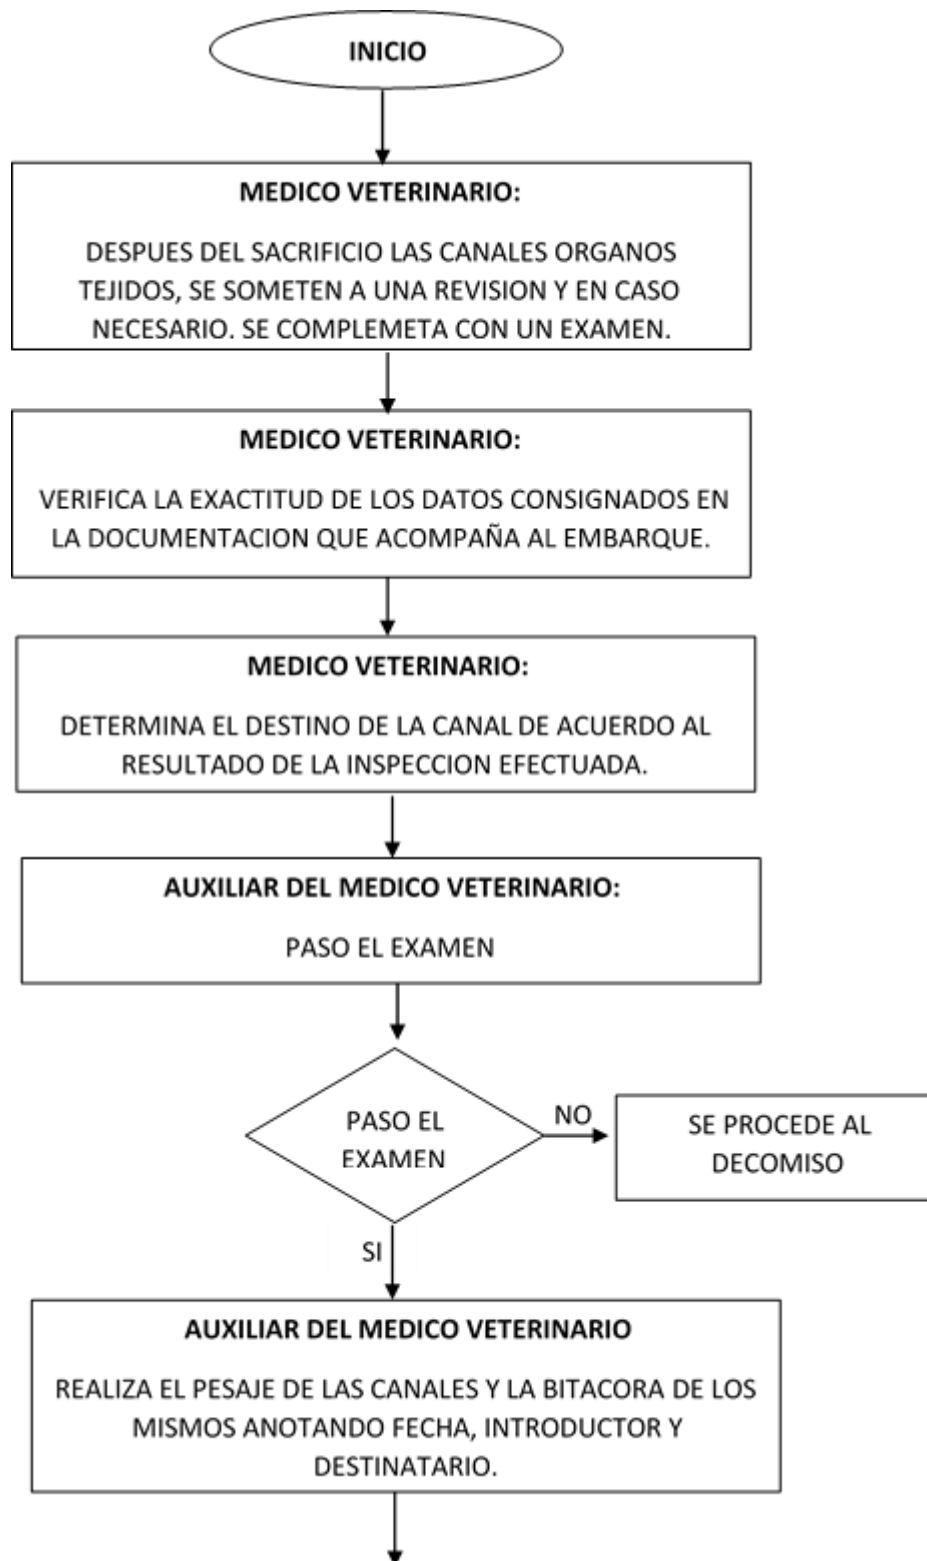 INICIO
MEDICO VETERINARIO:
DESPUES DEL SACRIFICIO LAS CANALES ORGANOS
TEJIDOS, SE SOMETEN A UNA REVISION Y EN CASO
NECESARIO. SE COMPLEMETA CON UN EXAMEN.
MEDICO VETERINARIO:
VERIFICA LA EXACTITUD DE LOS DATOS CONSIGNADOS EN
LA DOCUMENTACION QUE ACOMPAÑA AL EMBARQUE.
MEDICO VETERINARIO:
DETERMINA EL DESTINO DE LA CANAL DE ACUERDO AL
RESULTADO DE LA INSPECCION EFECTUADA.
AUXILIAR DEL MEDICO VETERINARIO:
PASO EL EXAMEN
PASO EL
EXAMEN
NO
SE PROCEDE AL
DECOMISO
SI
AUXILIAR DEL MEDICO VETERINARIO
REALIZA EL PESAJE DE LAS CANALES Y LA BITACORA DE LOS
MISMOS ANOTANDO FECHA, INTRODUCTOR Y
DESTINATARIO.